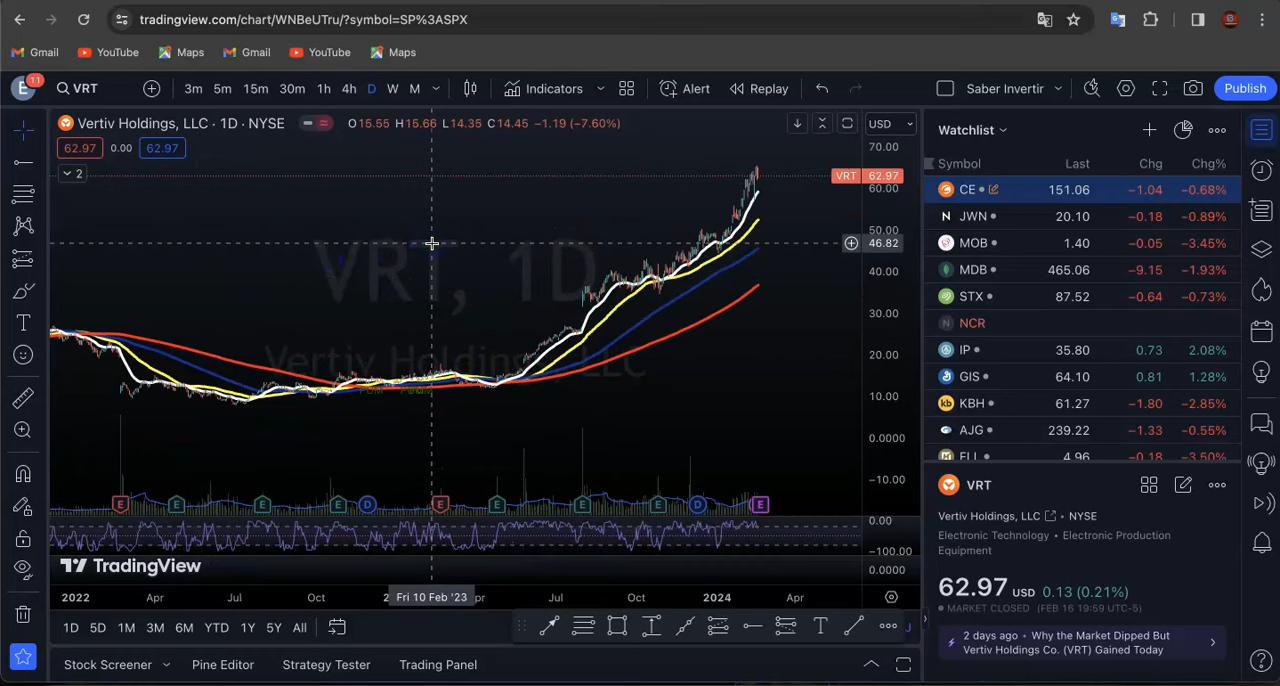 tradingview.com/chart/WNBeUTru/?symbol=SP%3ASPX
Gmail YouTube Maps Gmail YouTube Maps
E 11 VRT 3m 5m 15m 30m 1h 4h D W M Indicators Alert Replay Saber Invertir Publish
Vertiv Holdings, LLC · 1D · NYSE O15.55 H15.66 L14.35 C14.45 −1.19 (−7.60%) USD
62.97 0.00 62.97
2
VRT, 1D
Vertiv Holdings, LLC
70.00
VRT 62.97
60.00
50.00
46.82
40.00
30.00
20.00
10.00
0.0000
−10.00
E E E E D E E E E D E
0.00
−100.00
0.0000
TradingView
2022 Apr Jul Oct Fri 10 Feb '23 Jul Oct 2024 Apr
1D 5D 1M 3M 6M YTD 1Y 5Y All
Stock Screener Pine Editor Strategy Tester Trading Panel
Watchlist
Symbol Last Chg Chg%
CE 151.06 −1.04 −0.68%
JWN 20.10 −0.18 −0.89%
MOB 1.40 −0.05 −3.45%
MDB 465.06 −9.15 −1.93%
STX 87.52 −0.64 −0.73%
NCR
IP 35.80 0.73 2.08%
GIS 64.10 0.81 1.28%
KBH 61.27 −1.80 −2.85%
AJG 239.22 −1.33 −0.55%
4.96 −0.18 −3.50%
VRT
Vertiv Holdings, LLC • NYSE
Electronic Technology • Electronic Production
Equipment
62.97 USD 0.13 (0.21%)
MARKET CLOSED (FEB 16 19:59 UTC-5)
2 days ago • Why the Market Dipped But
Vertiv Holdings Co. (VRT) Gained Today